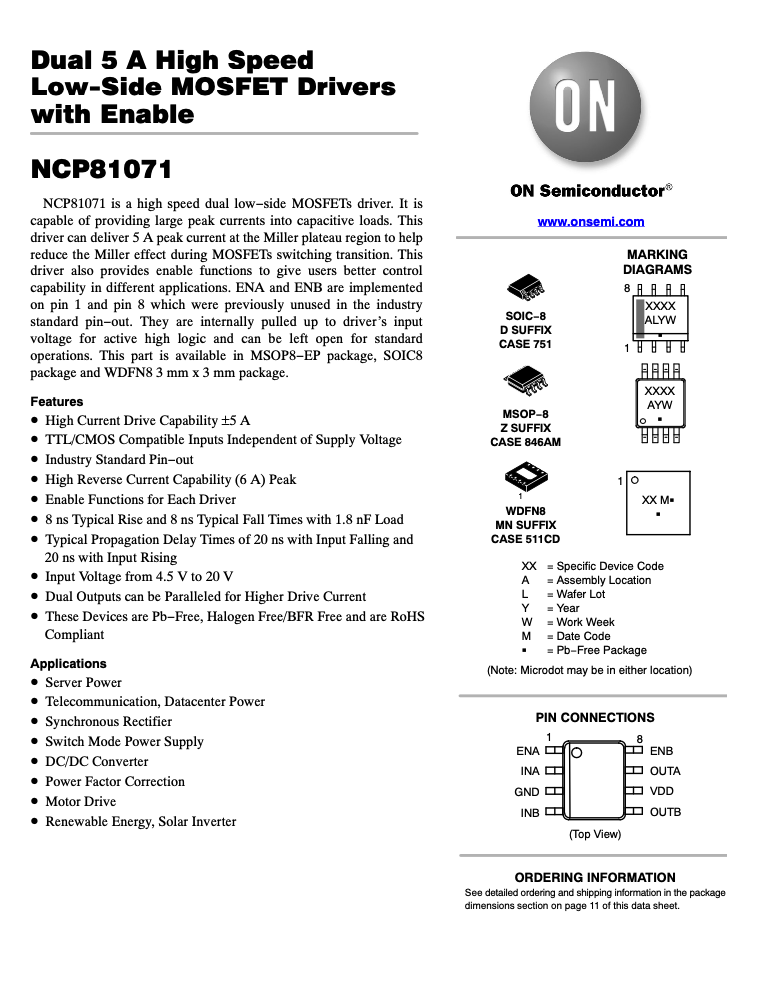 Dual 5 A High Speed
Low−Side MOSFET Drivers
with Enable
NCP81071
NCP81071 is a high speed dual low−side MOSFETs driver. It is
capable of providing large peak currents into capacitive loads. This
driver can deliver 5 A peak current at the Miller plateau region to help
reduce the Miller effect during MOSFETs switching transition. This
driver also provides enable functions to give users better control
capability in different applications. ENA and ENB are implemented
on pin 1 and pin 8 which were previously unused in the industry
standard pin−out. They are internally pulled up to driver’s input
voltage for active high logic and can be left open for standard
operations. This part is available in MSOP8−EP package, SOIC8
package and WDFN8 3 mm x 3 mm package.
Features
• High Current Drive Capability ±5 A
• TTL/CMOS Compatible Inputs Independent of Supply Voltage
• Industry Standard Pin−out
• High Reverse Current Capability (6 A) Peak
• Enable Functions for Each Driver
• 8 ns Typical Rise and 8 ns Typical Fall Times with 1.8 nF Load
• Typical Propagation Delay Times of 20 ns with Input Falling and
20 ns with Input Rising
• Input Voltage from 4.5 V to 20 V
• Dual Outputs can be Paralleled for Higher Drive Current
• These Devices are Pb−Free, Halogen Free/BFR Free and are RoHS
Compliant
Applications
• Server Power
• Telecommunication, Datacenter Power
• Synchronous Rectifier
• Switch Mode Power Supply
• DC/DC Converter
• Power Factor Correction
• Motor Drive
• Renewable Energy, Solar Inverter
ON
ON Semiconductor®
www.onsemi.com
MARKING
DIAGRAMS
SOIC−8
D SUFFIX
CASE 751
8
XXXX
ALYW
▪
1
MSOP−8
Z SUFFIX
CASE 846AM
XXXX
AYW
▪
1
WDFN8
MN SUFFIX
CASE 511CD
1
XX M▪
▪
XX = Specific Device Code
A = Assembly Location
L = Wafer Lot
Y = Year
W = Work Week
M = Date Code
▪ = Pb−Free Package
(Note: Microdot may be in either location)
PIN CONNECTIONS
1 8
ENA ENB
INA OUTA
GND VDD
INB OUTB
(Top View)
ORDERING INFORMATION
See detailed ordering and shipping information in the package
dimensions section on page 11 of this data sheet.